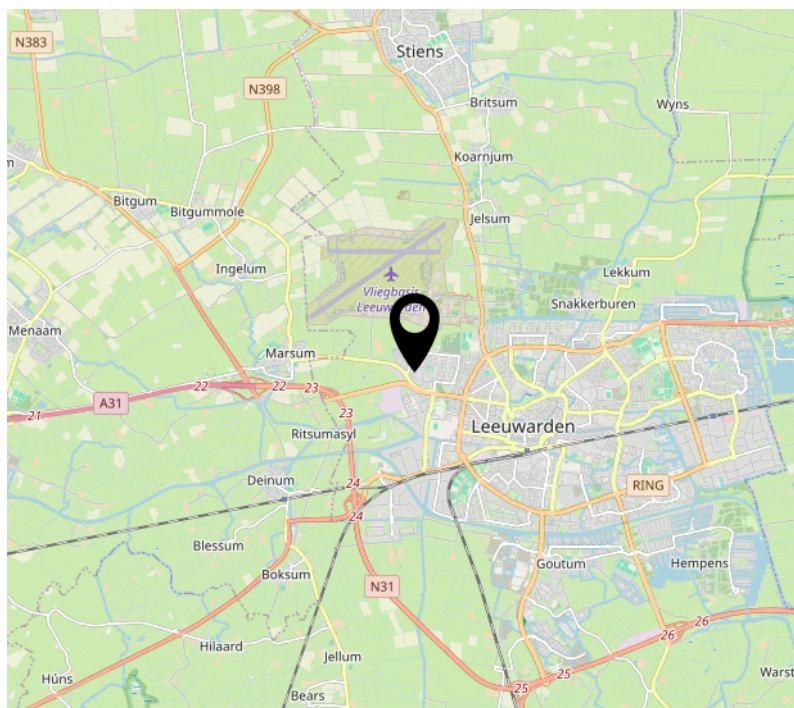 N383
Stiens
N398
Britsum
Wyns
Koarnjum
Bitgum
Bitgummole
Jelsum
Ingelum
Lekkum
Vliegbasis
Leeuwarden
Snakkerburen
Menaam
Marsum
22
22
23
A31
21
23
Leeuwarden
Ritsumasyl
Deinum
24
RING
24
Blessum
Goutum
Hempens
Boksum
N31
26
26
Hilaard
Jellum
Húns
25
Warst
Bears
25